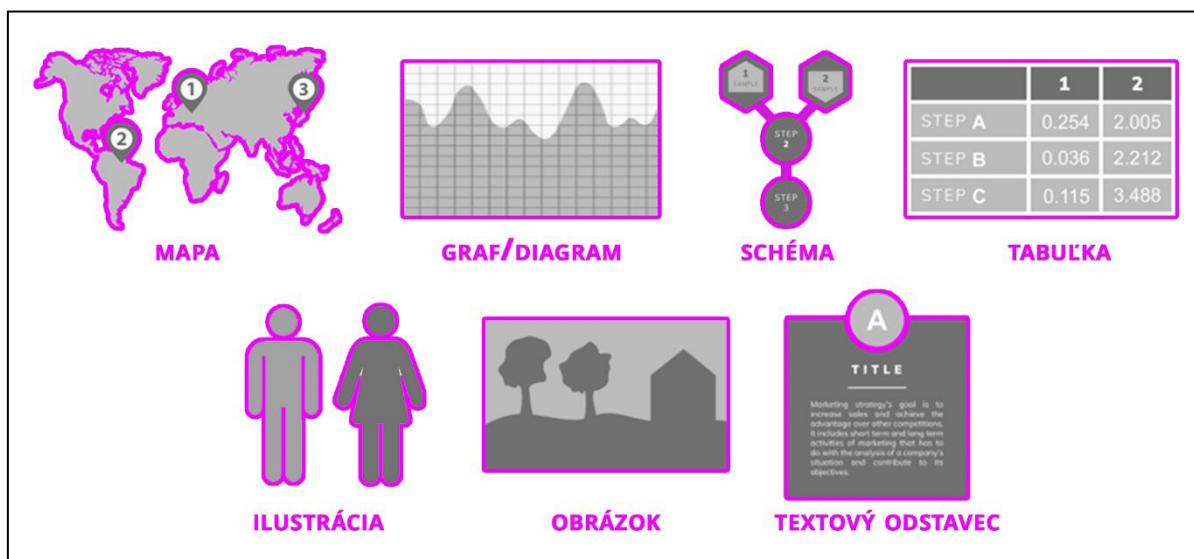 1
2
3
MAPA
GRAF/DIAGRAM
1
SAMPLE
2
SAMPLE
STEP
2
STEP
3
SCHÉMA
1 2
STEP A 0.254 2.005
STEP B 0.036 2.212
STEP C 0.115 3.488
TABUĽKA
ILUSTRÁCIA
OBRÁZOK
A
TITLE
Marketing strategy's goal is to
increase sales and achieve the
advantage over other competitions.
It includes short term and long term
activities of marketing that has to
do with the analysis of a company's
situation and contribute to its
objectives.
TEXTOVÝ ODSTAVEC